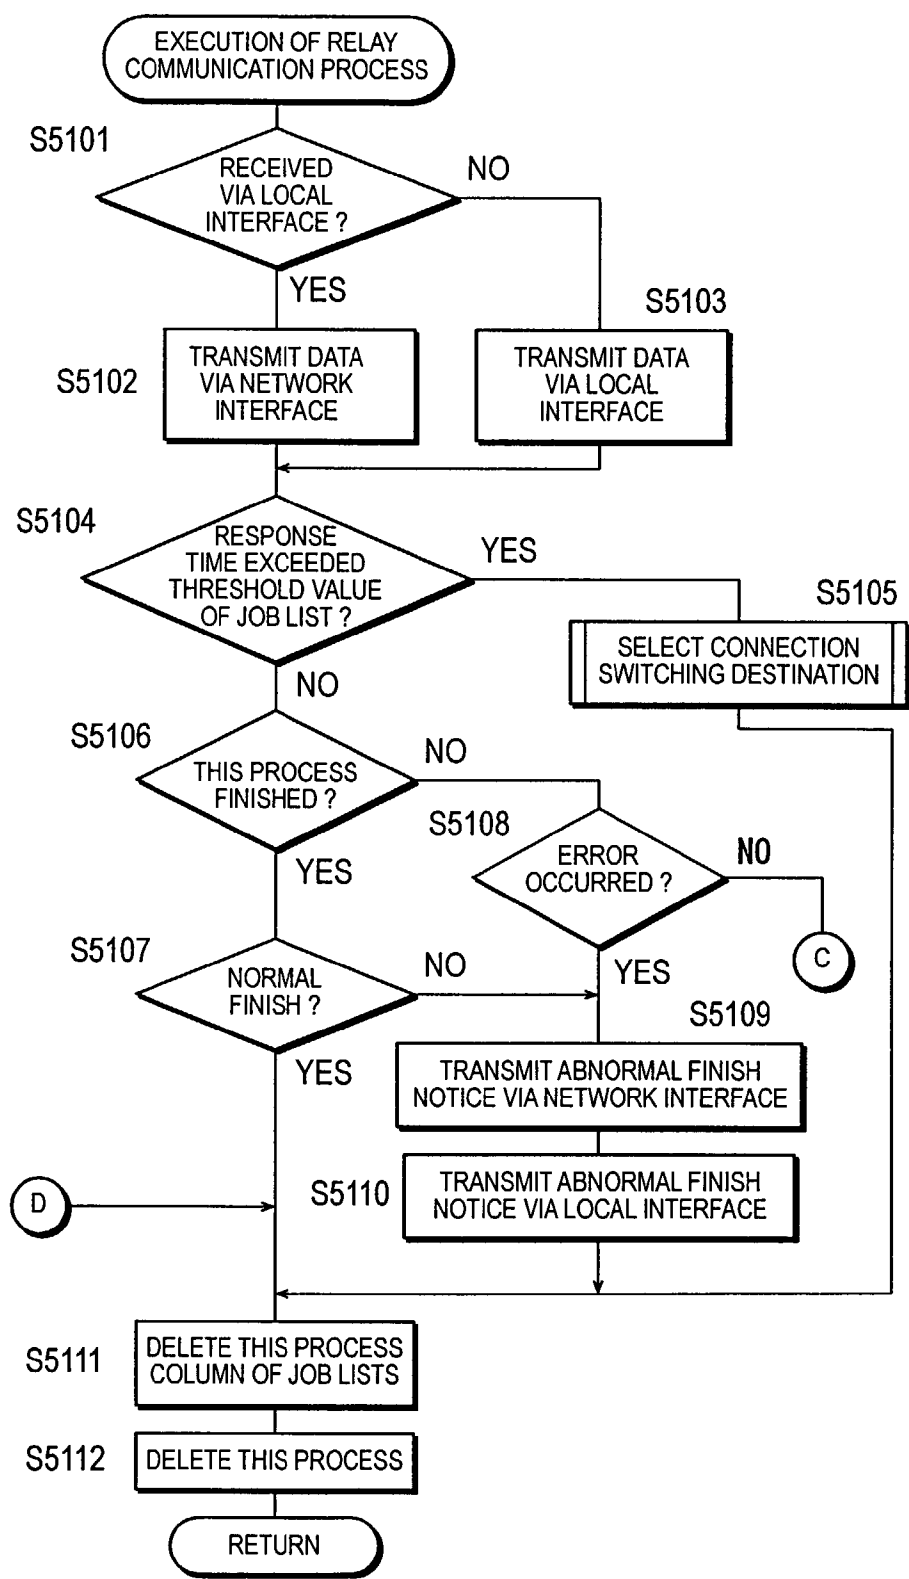 EXECUTION OF RELAY
COMMUNICATION PROCESS
S5101
RECEIVED
VIA LOCAL
INTERFACE ?
NO
YES
S5102
TRANSMIT DATA
VIA NETWORK
INTERFACE
S5103
TRANSMIT DATA
VIA LOCAL
INTERFACE
S5104
RESPONSE
TIME EXCEEDED
THRESHOLD VALUE
OF JOB LIST ?
YES
NO
S5105
SELECT CONNECTION
SWITCHING DESTINATION
S5106
THIS PROCESS
FINISHED ?
NO
YES
S5108
ERROR
OCCURRED ?
NO
C
YES
S5107
NORMAL
FINISH ?
NO
YES
S5109
TRANSMIT ABNORMAL FINISH
NOTICE VIA NETWORK INTERFACE
S5110
TRANSMIT ABNORMAL FINISH
NOTICE VIA LOCAL INTERFACE
D
S5111
DELETE THIS PROCESS
COLUMN OF JOB LISTS
S5112
DELETE THIS PROCESS
RETURN